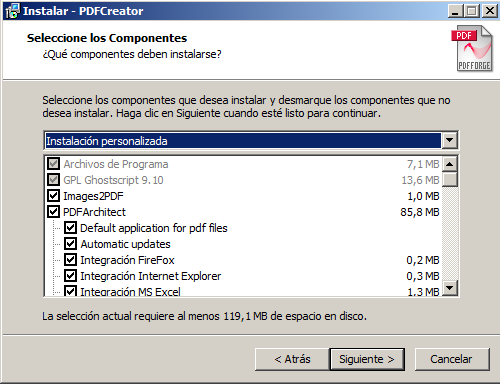 Instalar - PDFCreator
Seleccione los Componentes
¿Qué componentes deben instalarse?
PDF
PDFFORGE
Seleccione los componentes que desea instalar y desmarque los componentes que no
desea instalar. Haga clic en Siguiente cuando esté listo para continuar.
Instalación personalizada
Archivos de Programa 7,1 MB
GPL Ghostscript 9.10 13,6 MB
Images2PDF 1,0 MB
PDFArchitect 85,8 MB
Default application for pdf files
Automatic updates
Integración FireFox 0,2 MB
Integración Internet Explorer 0,3 MB
Integración MS Excel 1,3 MB
La selección actual requiere al menos 119,1 MB de espacio en disco.
< Atrás Siguiente > Cancelar